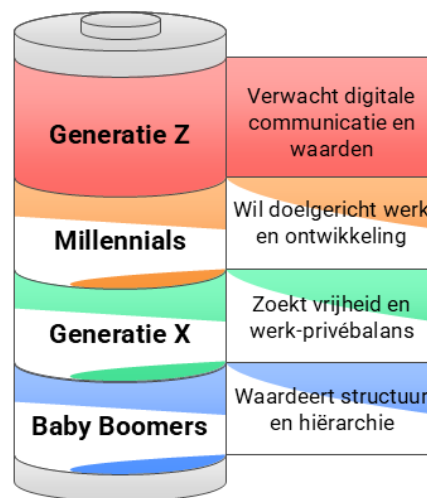 Generatie Z
Verwacht digitale
communicatie en
waarden
Millennials
Wil doelgericht werk
en ontwikkeling
Generatie X
Zoekt vrijheid en
werk-privébalans
Baby Boomers
Waardeert structuur
en hiërarchie